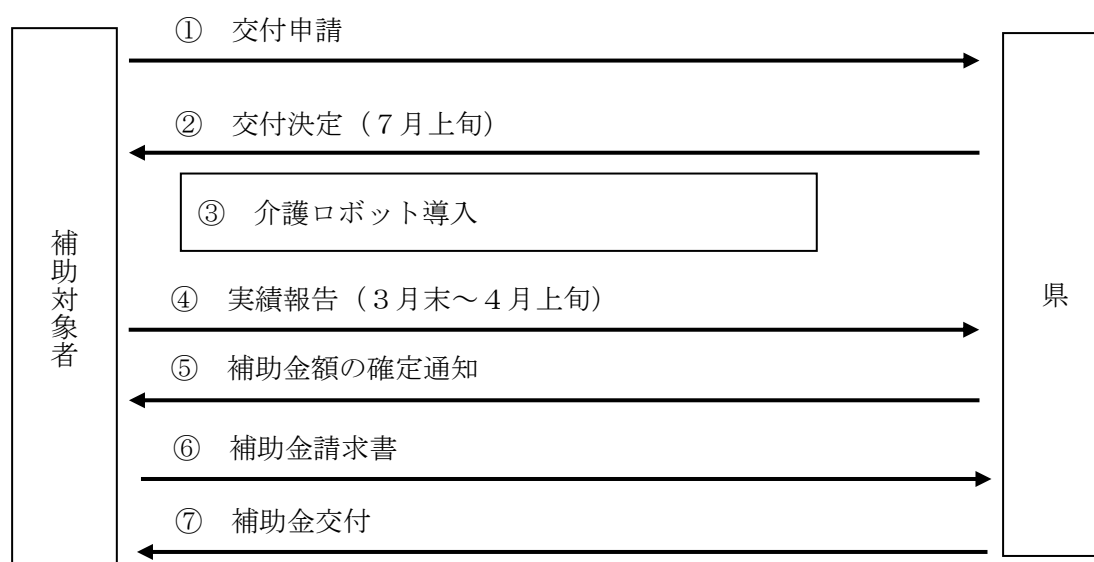 ① 交付申請
② 交付決定（７月上旬）
③ 介護ロボット導入
補助対象者
④ 実績報告（３月末～４月上旬）
県
⑤ 補助金額の確定通知
⑥ 補助金請求書
⑦ 補助金交付